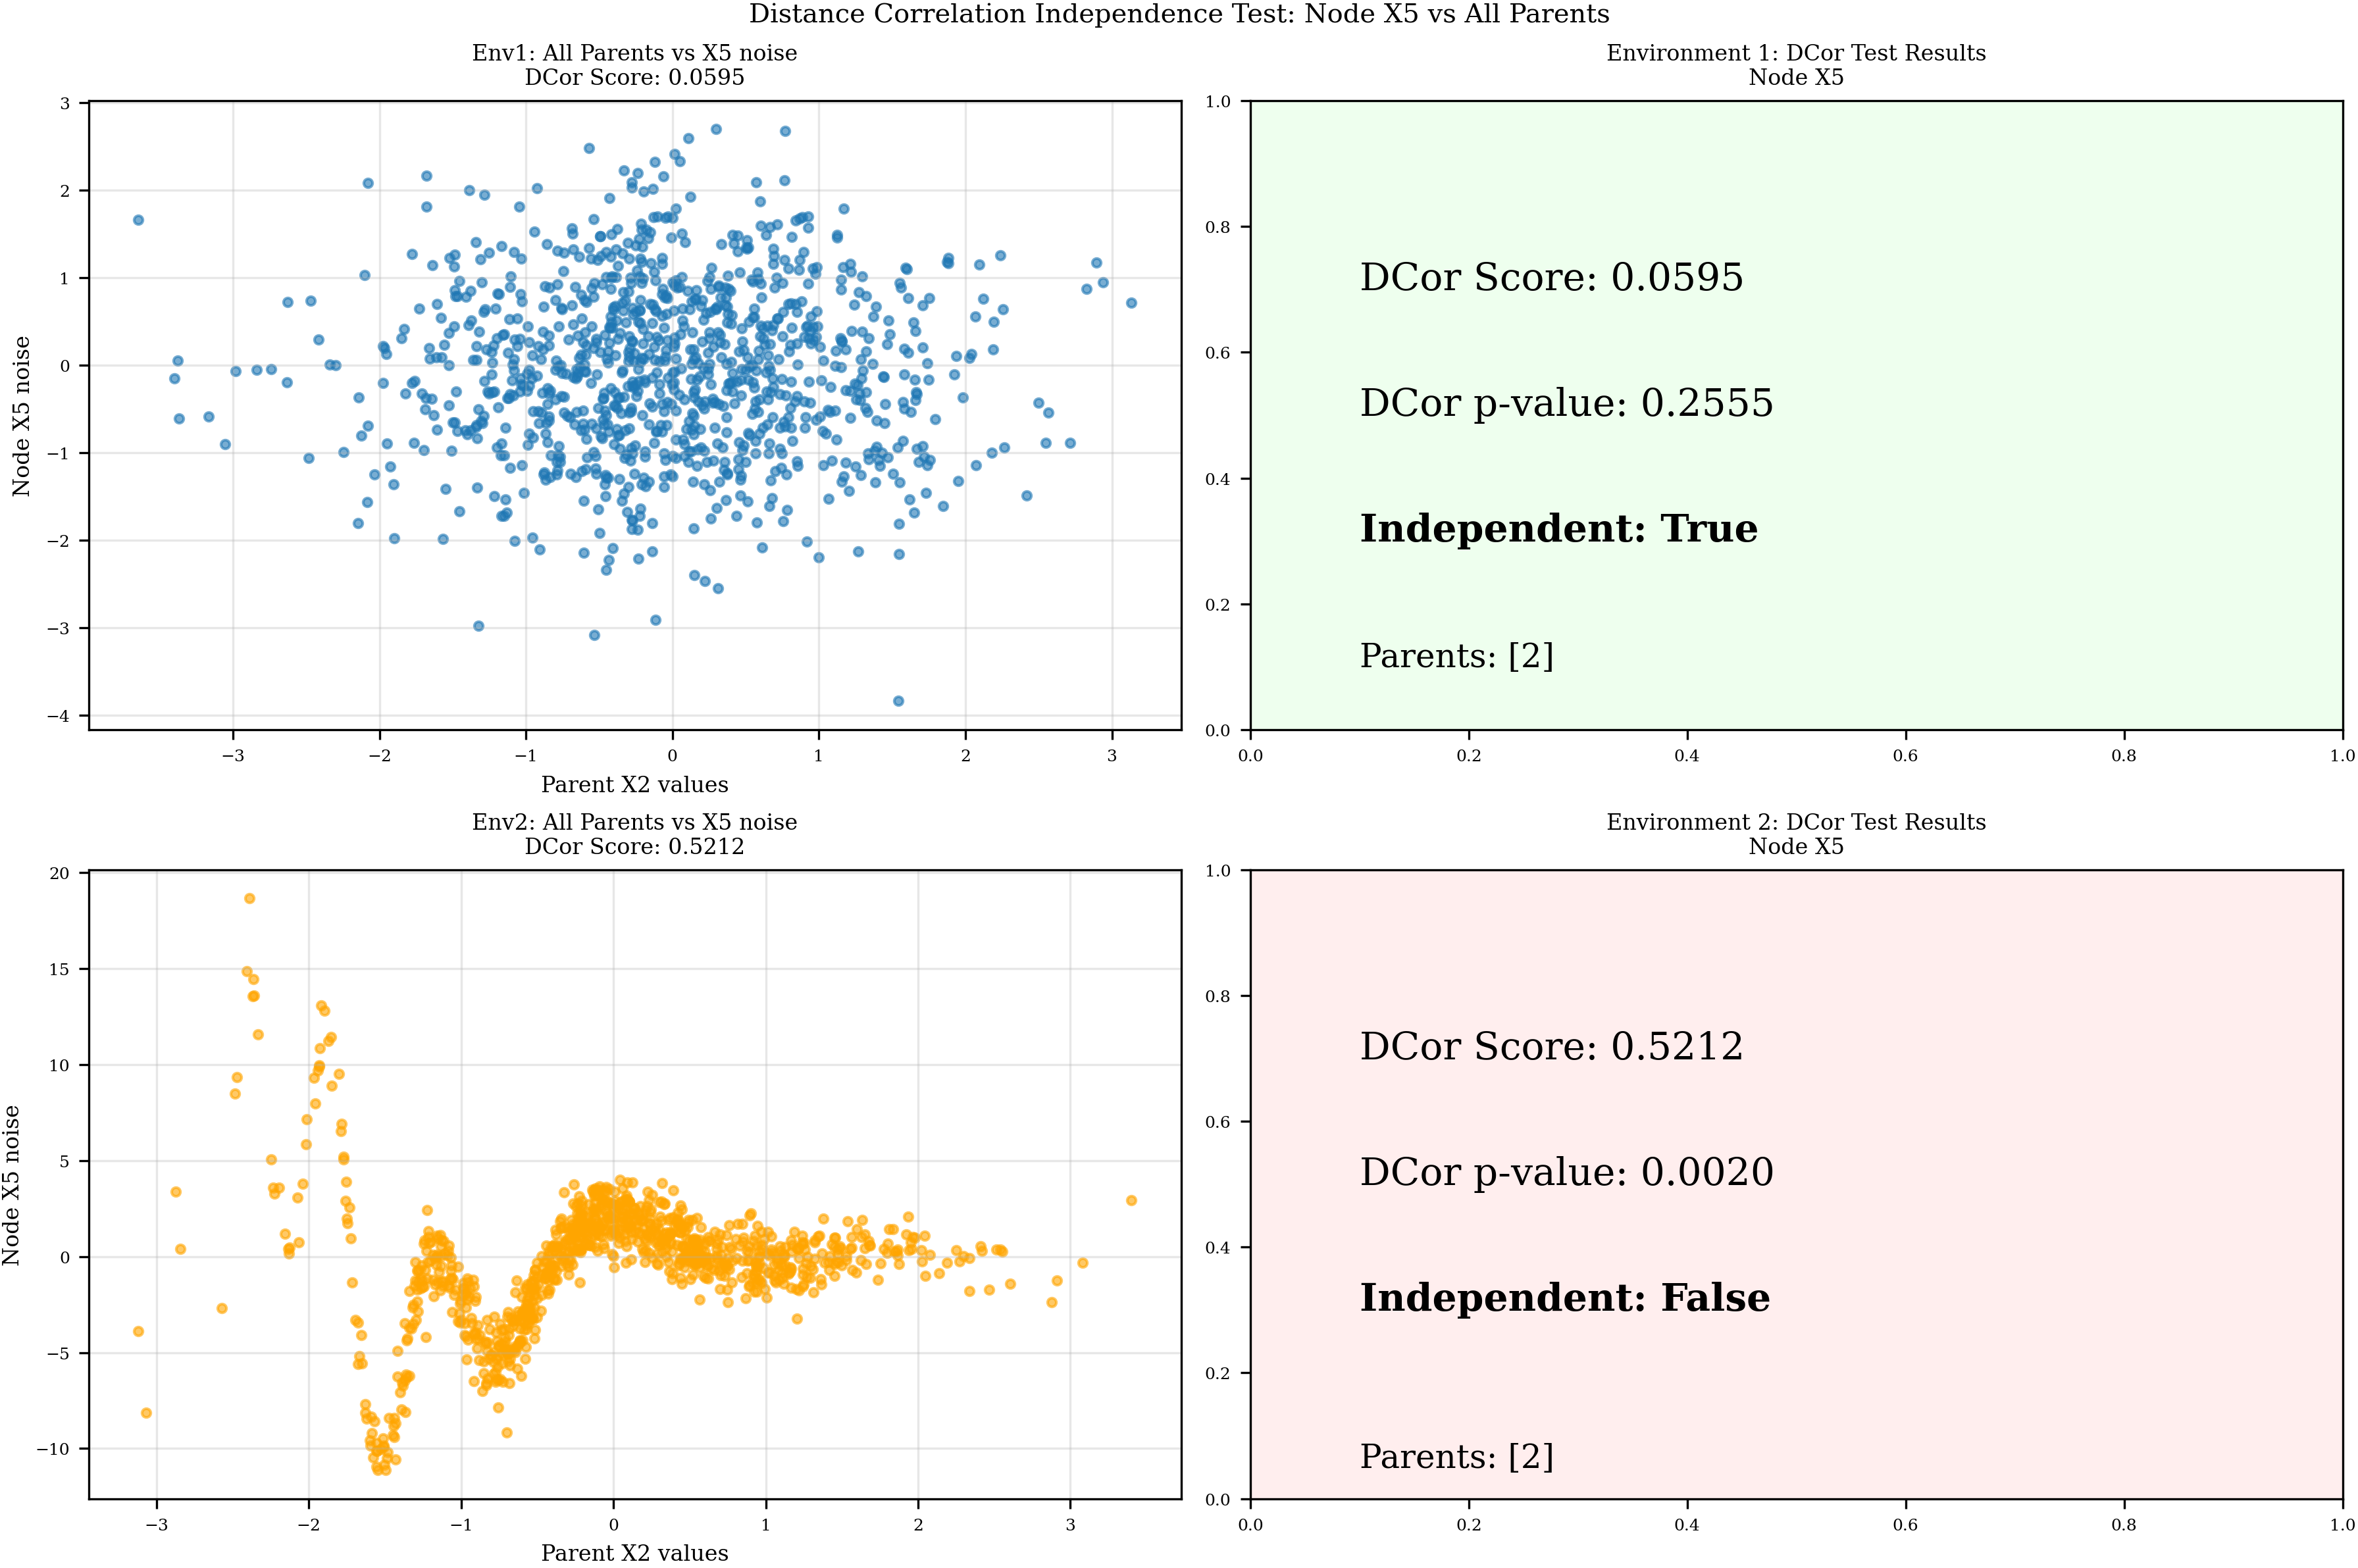 Distance Correlation Independence Test: Node X5 vs All Parents
Env1: All Parents vs X5 noise
DCor Score: 0.0595
3
2
1
0
−1
−2
−3
−4
Node X5 noise
−3 −2 −1 0 1 2 3
Parent X2 values
Environment 1: DCor Test Results
Node X5
1.0
0.8
0.6
0.4
0.2
0.0
DCor Score: 0.0595
DCor p-value: 0.2555
Independent: True
Parents: [2]
0.0 0.2 0.4 0.6 0.8 1.0
Env2: All Parents vs X5 noise
DCor Score: 0.5212
20
15
10
5
0
−5
−10
Node X5 noise
−3 −2 −1 0 1 2 3
Parent X2 values
Environment 2: DCor Test Results
Node X5
1.0
0.8
0.6
0.4
0.2
0.0
DCor Score: 0.5212
DCor p-value: 0.0020
Independent: False
Parents: [2]
0.0 0.2 0.4 0.6 0.8 1.0